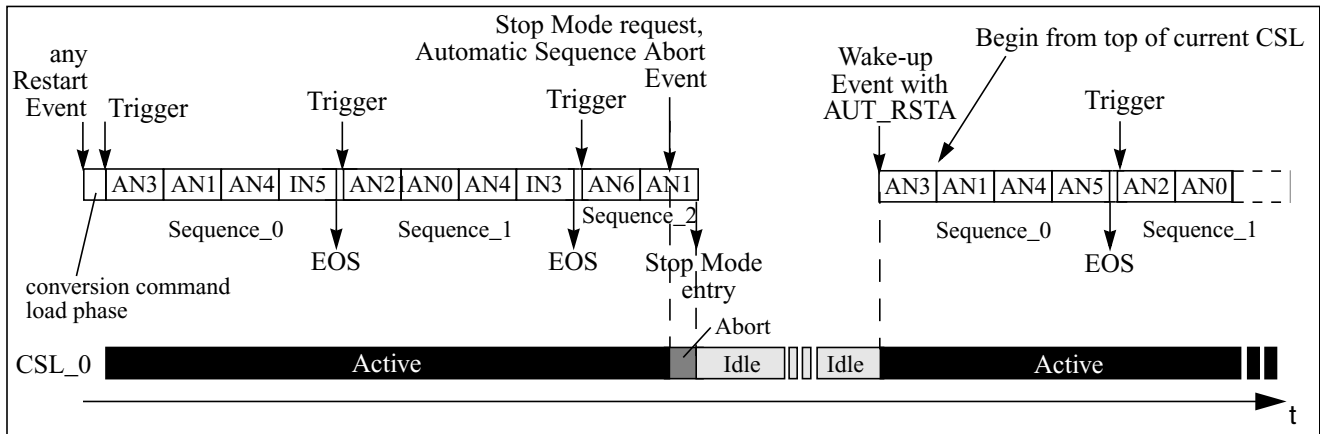 Stop Mode request,
Automatic Sequence Abort
Event
any
Restart
Event
Trigger
Trigger
Trigger
Wake-up
Event with
AUT_RSTA
Begin from top of current CSL
Trigger
AN3 AN1 AN4 IN5 AN21AN0 AN4 IN3 AN6 AN1
AN3 AN1 AN4 AN5 AN2 AN0
Sequence_0
Sequence_1
Sequence_2
Sequence_0
Sequence_1
EOS
EOS
EOS
conversion command
load phase
Stop Mode
entry
Abort
CSL_0
Active
Idle
Idle
Active
t